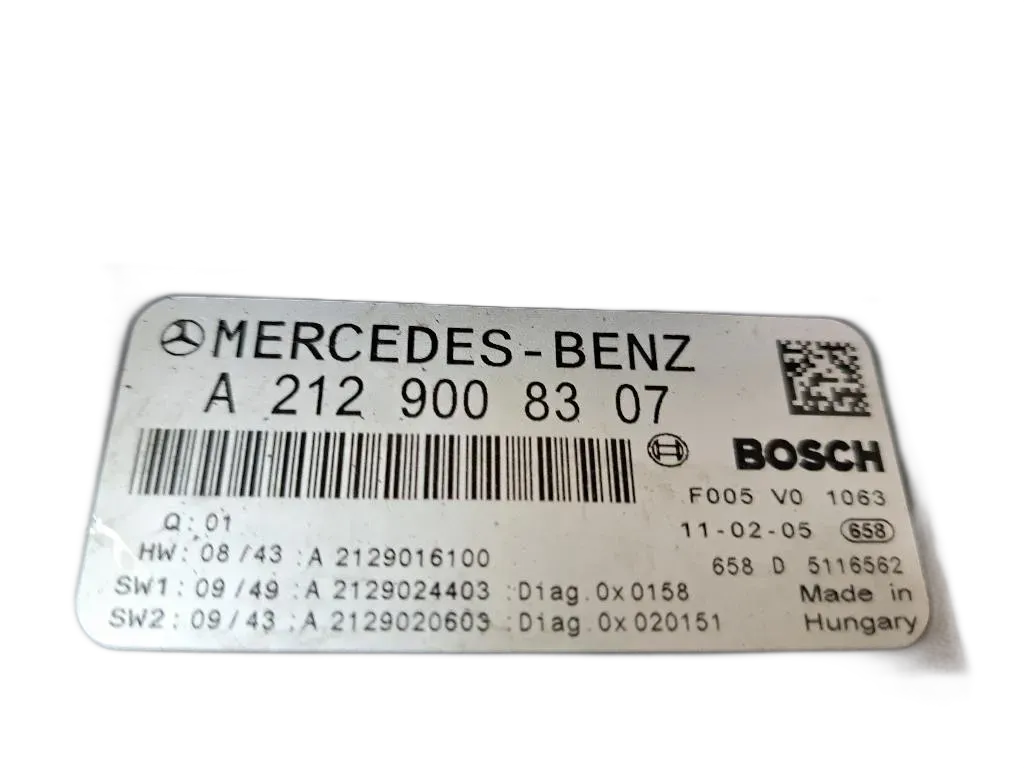 MERCEDES-BENZ
A 212 900 83 07
BOSCH
F005 V0 1063
Q: 01
11-02-05 658
HW: 08/43 :A 2129016100
658 D 5116562
SW1: 09/49 :A 2129024403 :Diag.0x0158
Made in
SW2: 09/43 :A 2129020603 :Diag.0x020151
Hungary